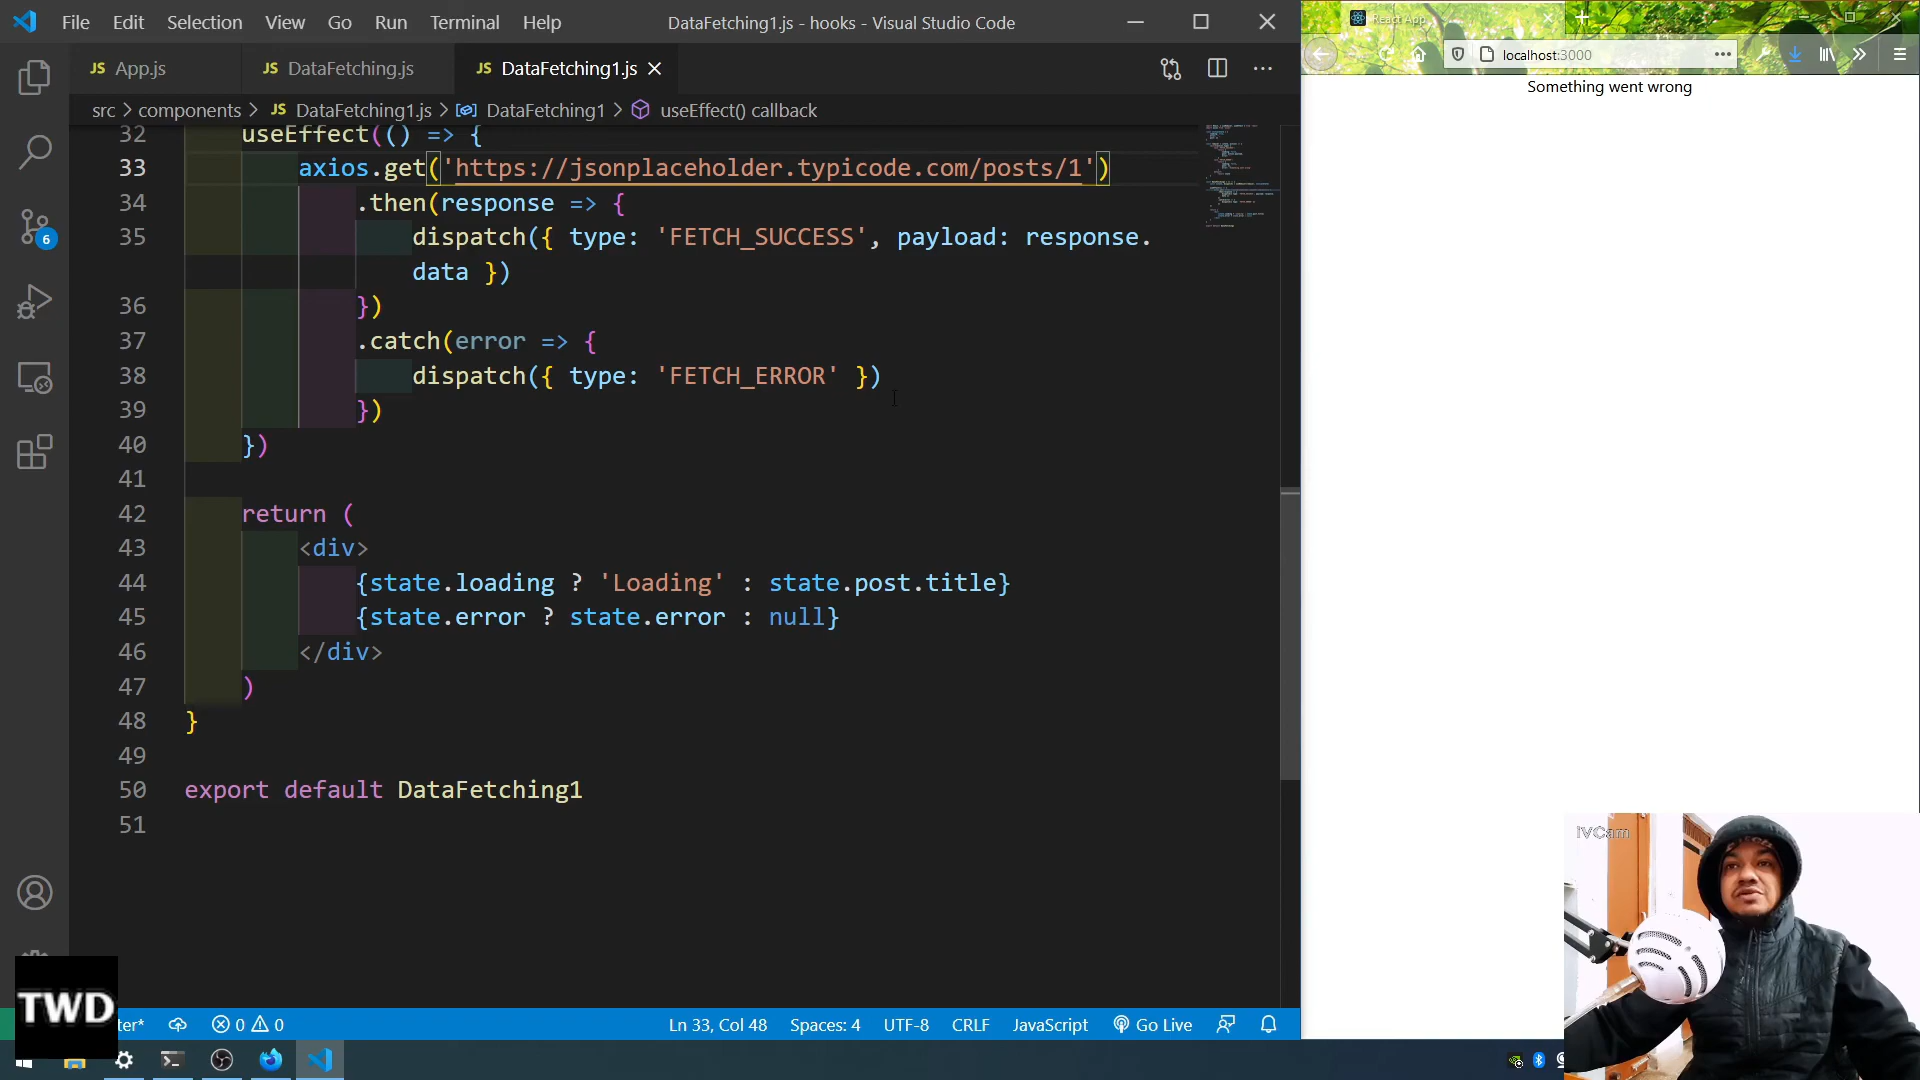 File Edit Selection View Go Run Terminal Help DataFetching1.js - hooks - Visual Studio Code
JS App.js JS DataFetching.js JS DataFetching1.js
src > components > JS DataFetching1.js > DataFetching1 > useEffect() callback
32 useEffect(() => {
33 axios.get('https://jsonplaceholder.typicode.com/posts/1')
34 .then(response => {
35 dispatch({ type: 'FETCH_SUCCESS', payload: response.
data })
36 })
37 .catch(error => {
38 dispatch({ type: 'FETCH_ERROR' })
39 })
40 })
41
42 return (
43 <div>
44 {state.loading ? 'Loading' : state.post.title}
45 {state.error ? state.error : null}
46 </div>
47 )
48 }
49
50 export default DataFetching1
51
6
TWD
ter* 0 0 Ln 33, Col 48 Spaces: 4 UTF-8 CRLF JavaScript Go Live
React App
localhost:3000
Something went wrong
iVCam